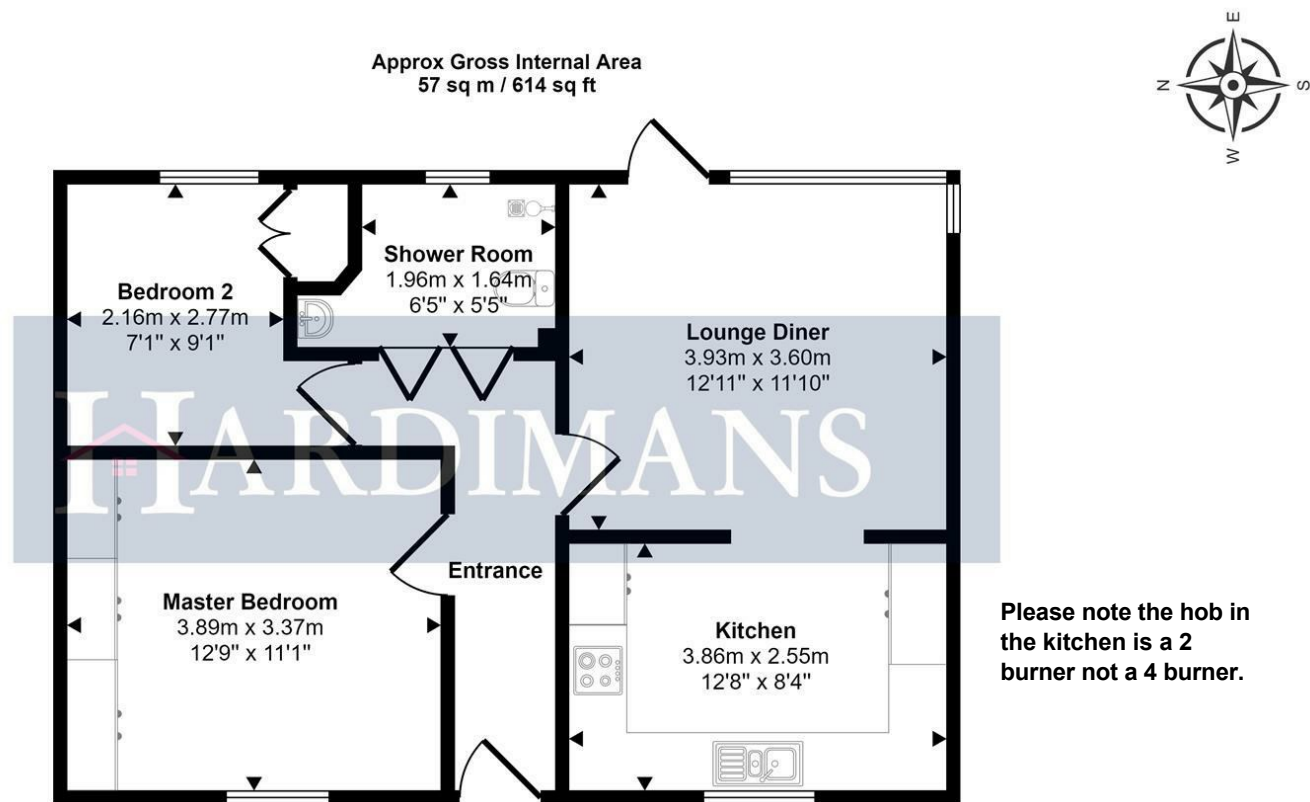 Approx Gross Internal Area
57 sq m / 614 sq ft
E
N
S
W
Shower Room
1.96m x 1.64m
6'5" x 5'5"
Bedroom 2
2.16m x 2.77m
7'1" x 9'1"
Lounge Diner
3.93m x 3.60m
12'11" x 11'10"
HARDIMANS
Entrance
Master Bedroom
3.89m x 3.37m
12'9" x 11'1"
Kitchen
3.86m x 2.55m
12'8" x 8'4"
Please note the hob in
the kitchen is a 2
burner not a 4 burner.